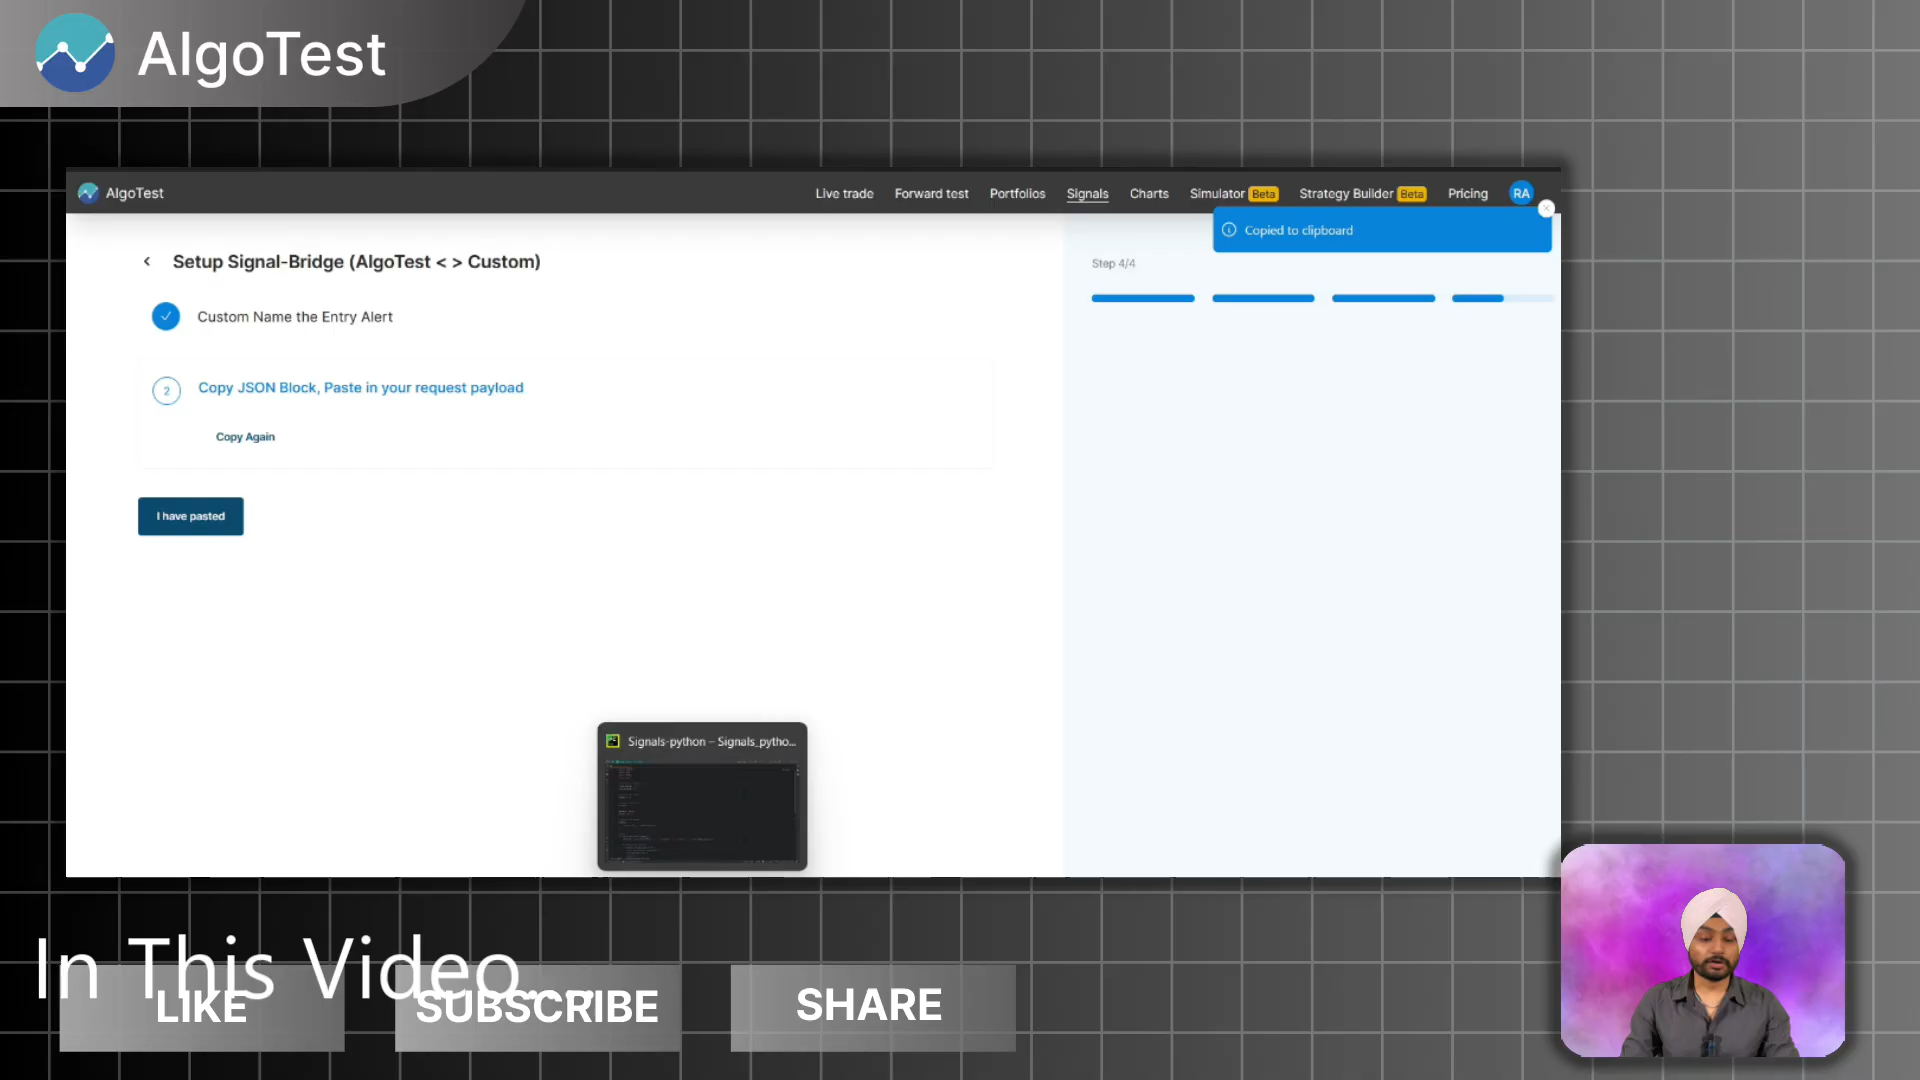 AlgoTest
AlgoTest
Live trade
Forward test
Portfolios
Signals
Charts
Simulator Beta
Strategy Builder Beta
Pricing
RA
Copied to clipboard
Setup Signal-Bridge (AlgoTest < > Custom)
Step 4/4
Custom Name the Entry Alert
2
Copy JSON Block, Paste in your request payload
Copy Again
I have pasted
Signals-python – Signals_pytho...
In This Video.....
LIKE
SUBSCRIBE
SHARE